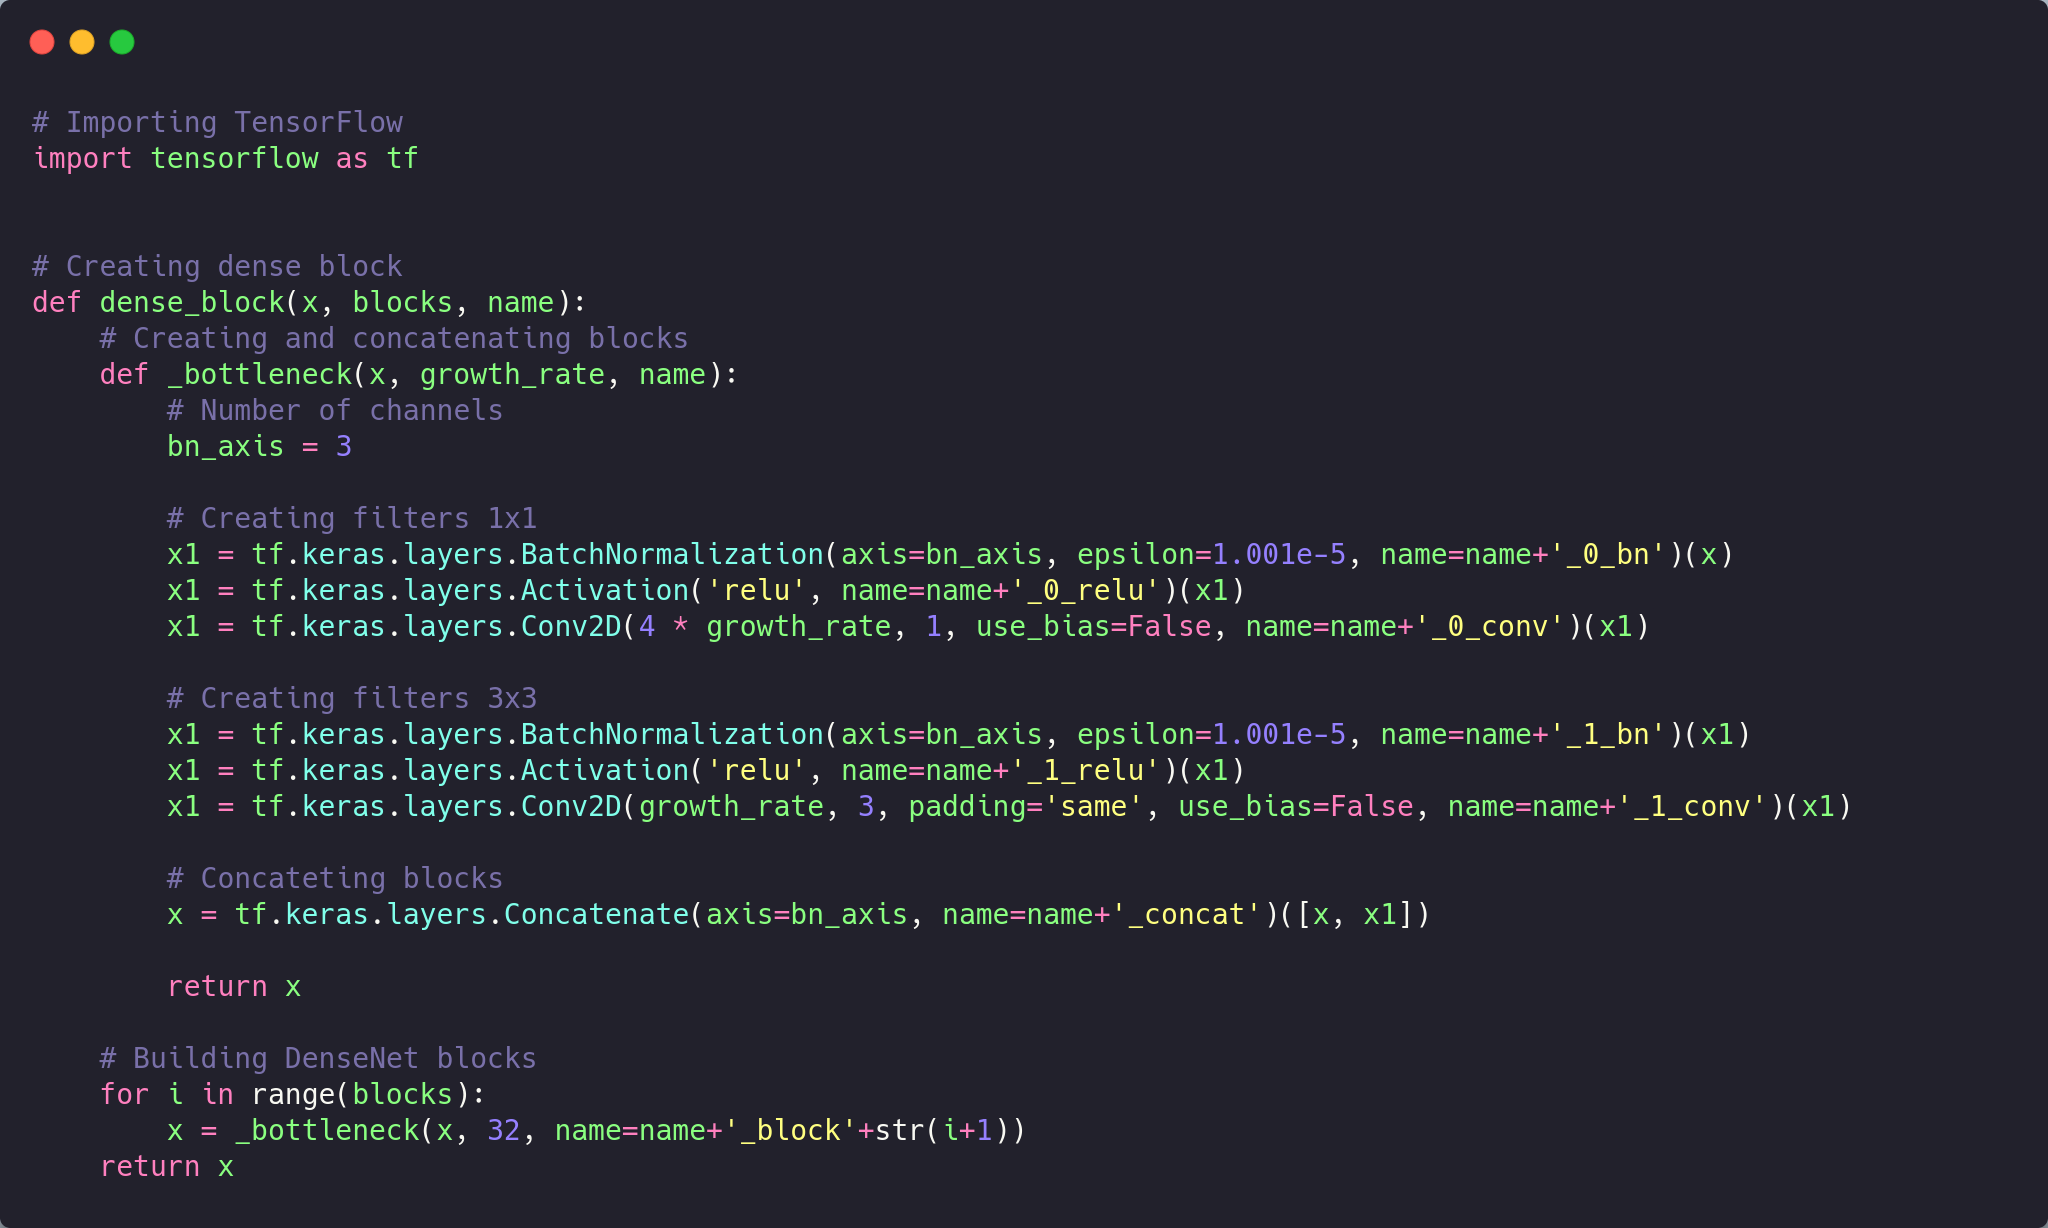 # Importing TensorFlow
import tensorflow as tf
# Creating dense block
def dense_block(x, blocks, name):
    # Creating and concatenating blocks
    def _bottleneck(x, growth_rate, name):
        # Number of channels
        bn_axis = 3
        # Creating filters 1x1
        x1 = tf.keras.layers.BatchNormalization(axis=bn_axis, epsilon=1.001e-5, name=name+'_0_bn')(x)
        x1 = tf.keras.layers.Activation('relu', name=name+'_0_relu')(x1)
        x1 = tf.keras.layers.Conv2D(4 * growth_rate, 1, use_bias=False, name=name+'_0_conv')(x1)
        # Creating filters 3x3
        x1 = tf.keras.layers.BatchNormalization(axis=bn_axis, epsilon=1.001e-5, name=name+'_1_bn')(x1)
        x1 = tf.keras.layers.Activation('relu', name=name+'_1_relu')(x1)
        x1 = tf.keras.layers.Conv2D(growth_rate, 3, padding='same', use_bias=False, name=name+'_1_conv')(x1)
        # Concateting blocks
        x = tf.keras.layers.Concatenate(axis=bn_axis, name=name+'_concat')([x, x1])
        return x
    # Building DenseNet blocks
    for i in range(blocks):
        x = _bottleneck(x, 32, name=name+'_block'+str(i+1))
    return x